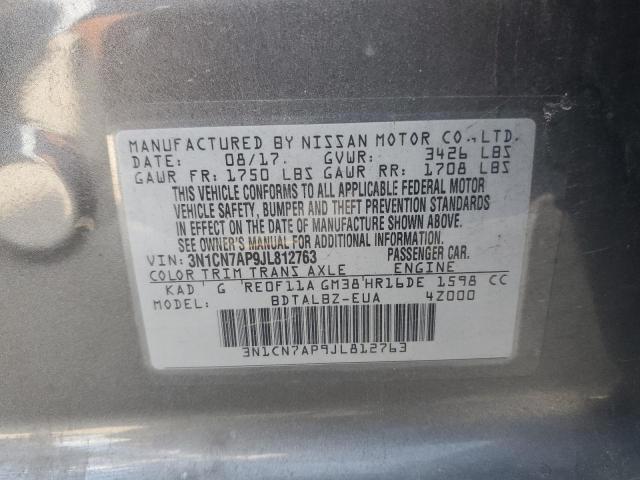 MANUFACTURED BY NISSAN MOTOR CO.,LTD.
DATE: 08/17. GVWR: 3426 LBS
GAWR FR: 1750 LBS GAWR RR: 1708 LBS
THIS VEHICLE CONFORMS TO ALL APPLICABLE FEDERAL MOTOR
VEHICLE SAFETY, BUMPER AND THEFT PREVENTION STANDARDS
IN EFFECT ON THE DATE OF MANUFACTURE SHOWN ABOVE.
SEE OWNER'S MANUAL FOR ADDITIONAL INFORMATION.
VIN: 3N1CN7AP9JL812763 PASSENGER CAR.
COLOR TRIM TRANS AXLE ENGINE
KAD G RE0F11A GM38 HR16DE 1598 CC
BDTALBZ-EUA 4Z000
3N1CN7AP9JL812763